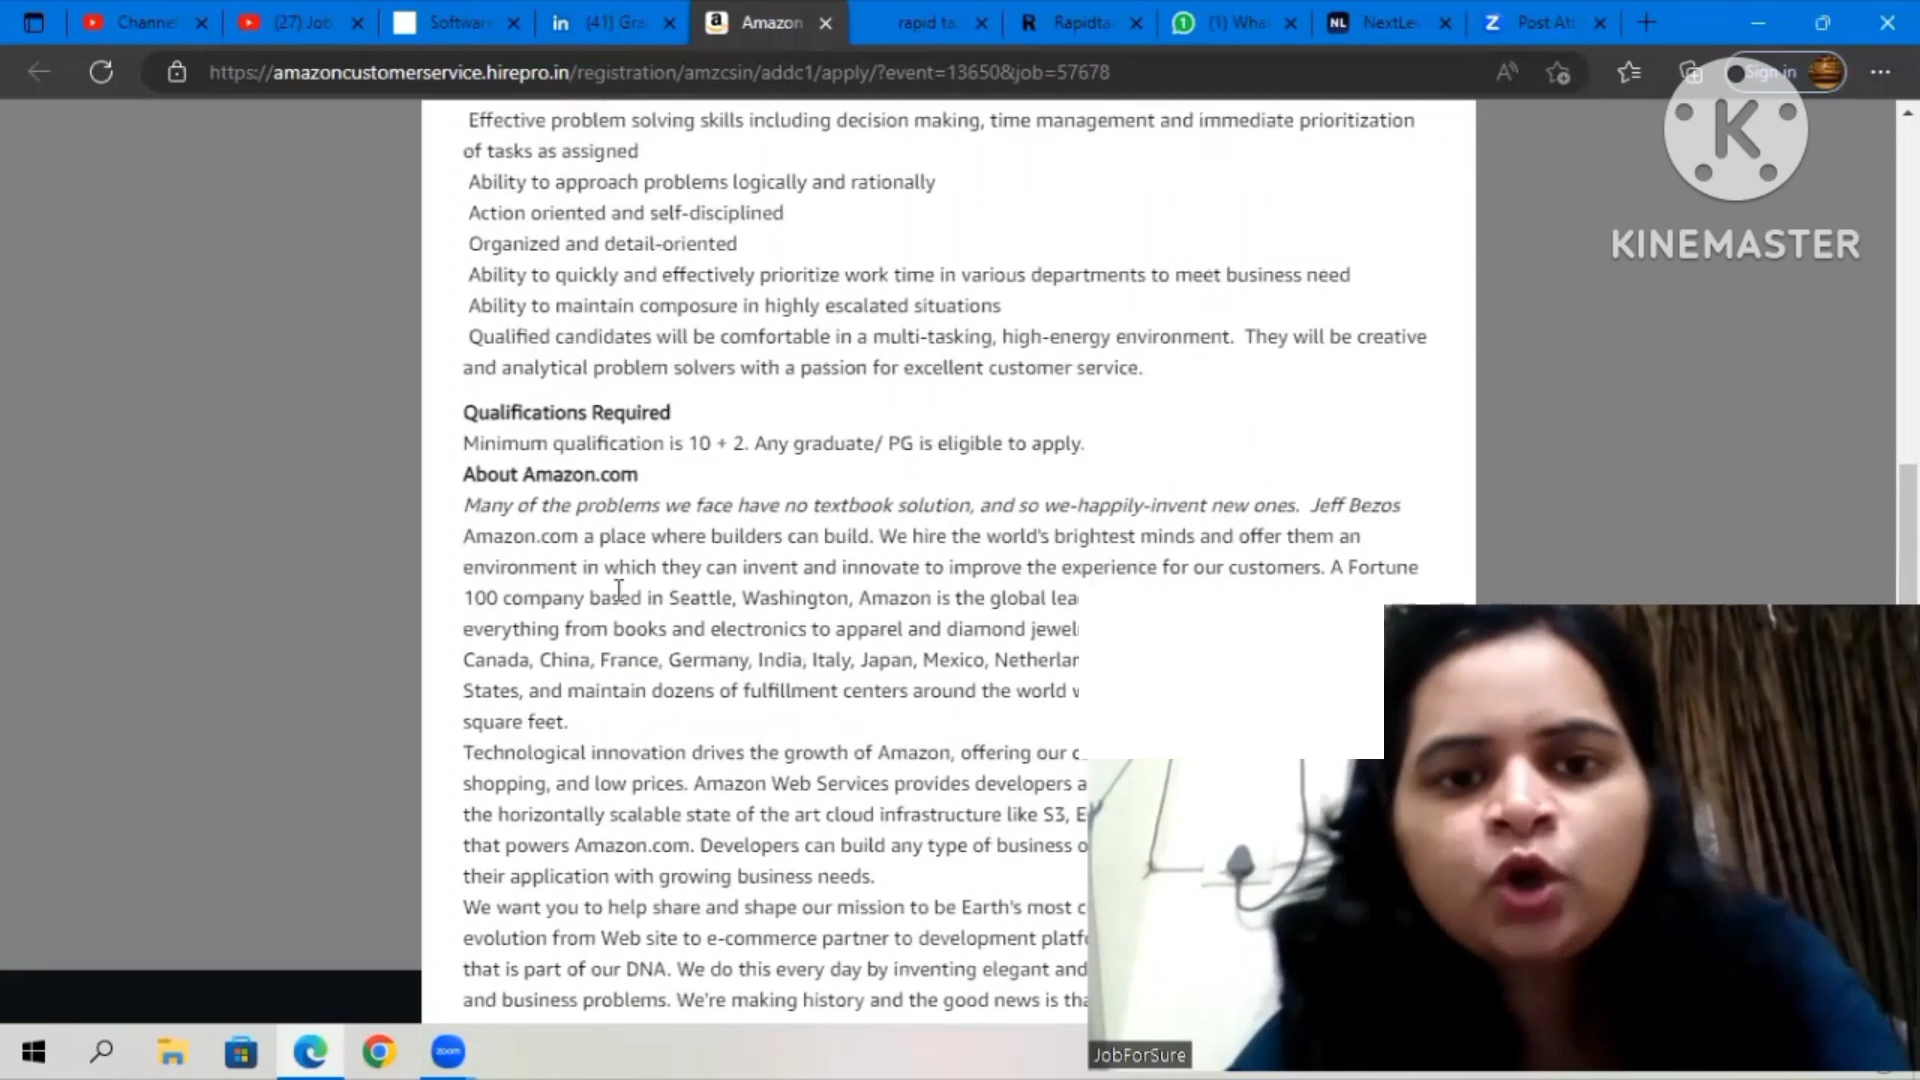 Channel
(27) Job
Software
in (41) Gra
a Amazon
rapid ta
R Rapidta
1 (1) Wha
NL NextLe
Z Post Att
https://amazoncustomerservice.hirepro.in/registration/amzcsin/addc1/apply/?event=13650&job=57678
Sign in
K
KINEMASTER
Effective problem solving skills including decision making, time management and immediate prioritization
of tasks as assigned
Ability to approach problems logically and rationally
Action oriented and self-disciplined
Organized and detail-oriented
Ability to quickly and effectively prioritize work time in various departments to meet business need
Ability to maintain composure in highly escalated situations
Qualified candidates will be comfortable in a multi-tasking, high-energy environment. They will be creative
and analytical problem solvers with a passion for excellent customer service.
Qualifications Required
Minimum qualification is 10 + 2. Any graduate/ PG is eligible to apply.
About Amazon.com
Many of the problems we face have no textbook solution, and so we-happily-invent new ones. Jeff Bezos
Amazon.com a place where builders can build. We hire the world's brightest minds and offer them an
environment in which they can invent and innovate to improve the experience for our customers. A Fortune
100 company based in Seattle, Washington, Amazon is the global lea
everything from books and electronics to apparel and diamond jewel
Canada, China, France, Germany, India, Italy, Japan, Mexico, Netherlan
States, and maintain dozens of fulfillment centers around the world
square feet.
Technological innovation drives the growth of Amazon, offering our c
shopping, and low prices. Amazon Web Services provides developers a
the horizontally scalable state of the art cloud infrastructure like S3, E
that powers Amazon.com. Developers can build any type of business o
their application with growing business needs.
We want you to help share and shape our mission to be Earth's most c
evolution from Web site to e-commerce partner to development platf
that is part of our DNA. We do this every day by inventing elegant and
and business problems. We're making history and the good news is tha
JobForSure
zoom